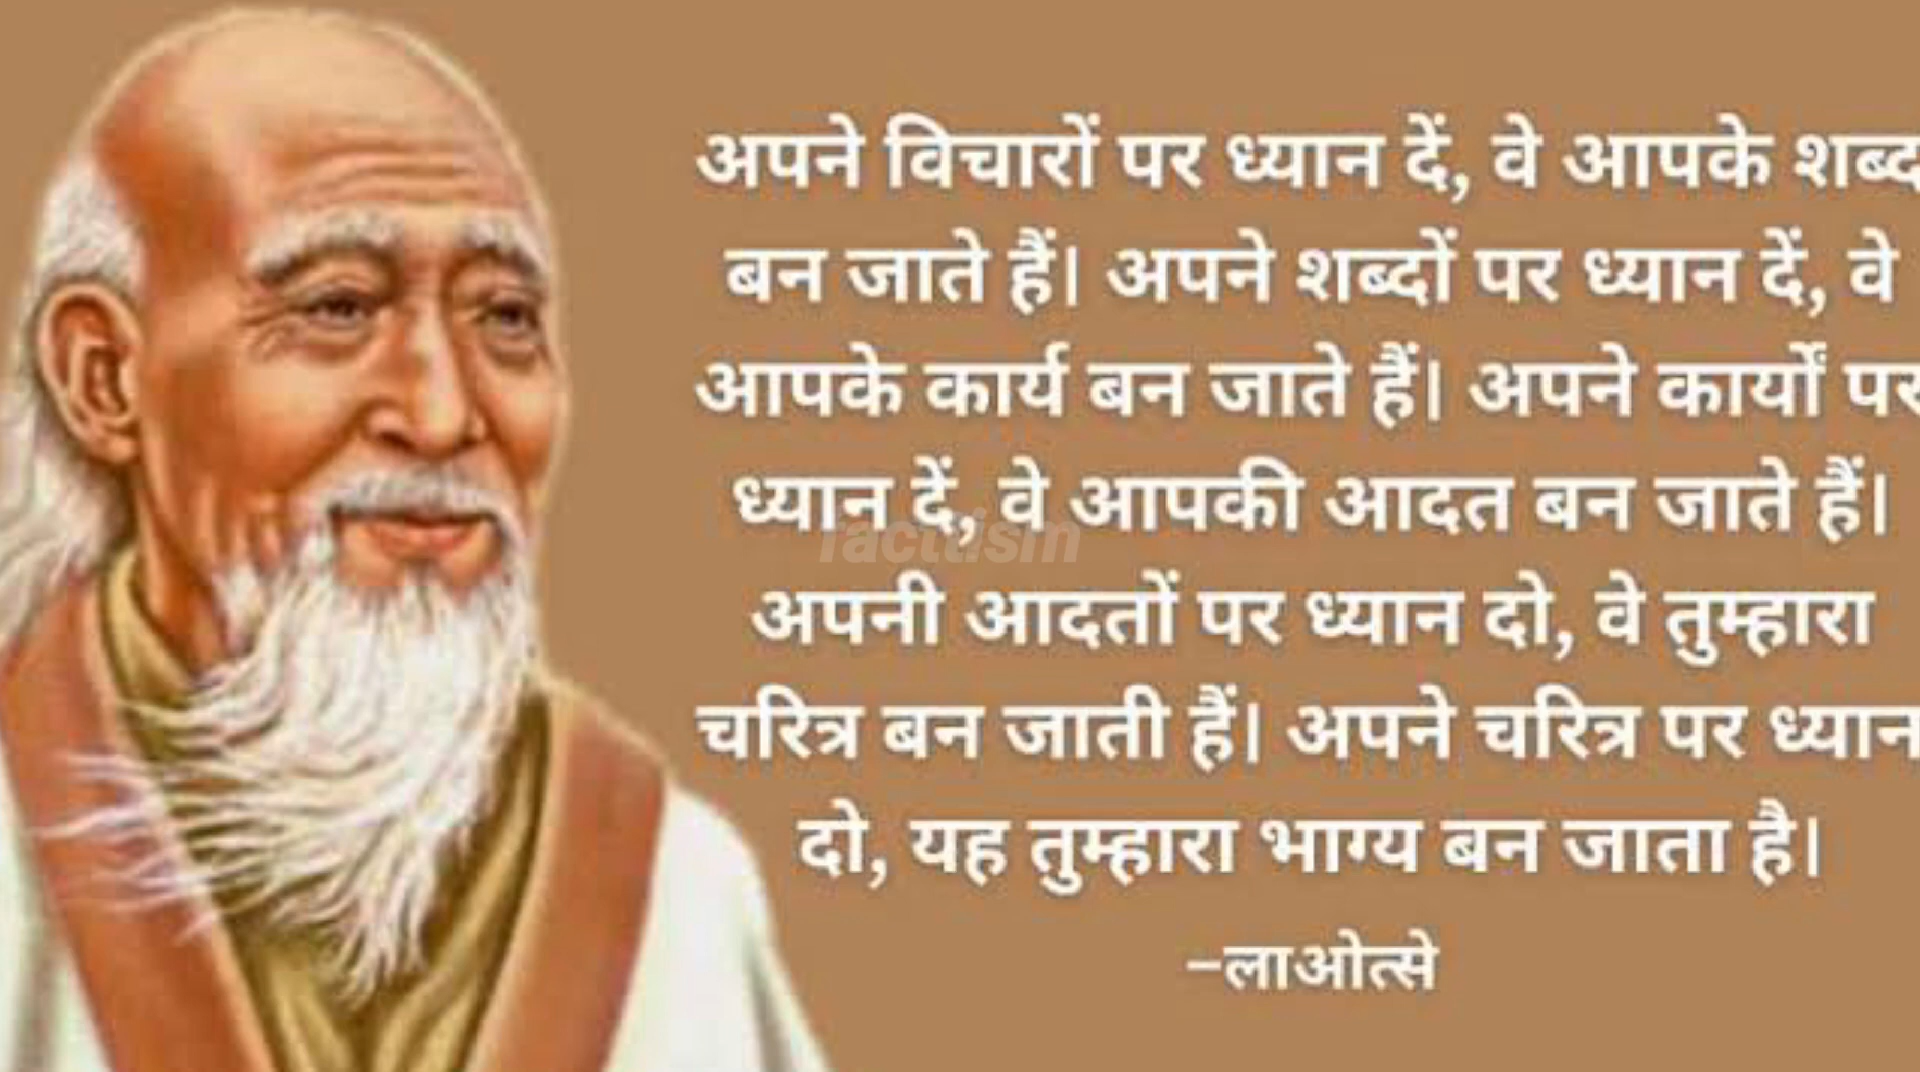 अपने विचारों पर ध्यान दें, वे आपके शब्द
बन जाते हैं। अपने शब्दों पर ध्यान दें, वे
आपके कार्य बन जाते हैं। अपने कार्यों पर
ध्यान दें, वे आपकी आदत बन जाते हैं।
अपनी आदतों पर ध्यान दो, वे तुम्हारा
चरित्र बन जाती हैं। अपने चरित्र पर ध्यान
दो, यह तुम्हारा भाग्य बन जाता है।
–लाओत्से